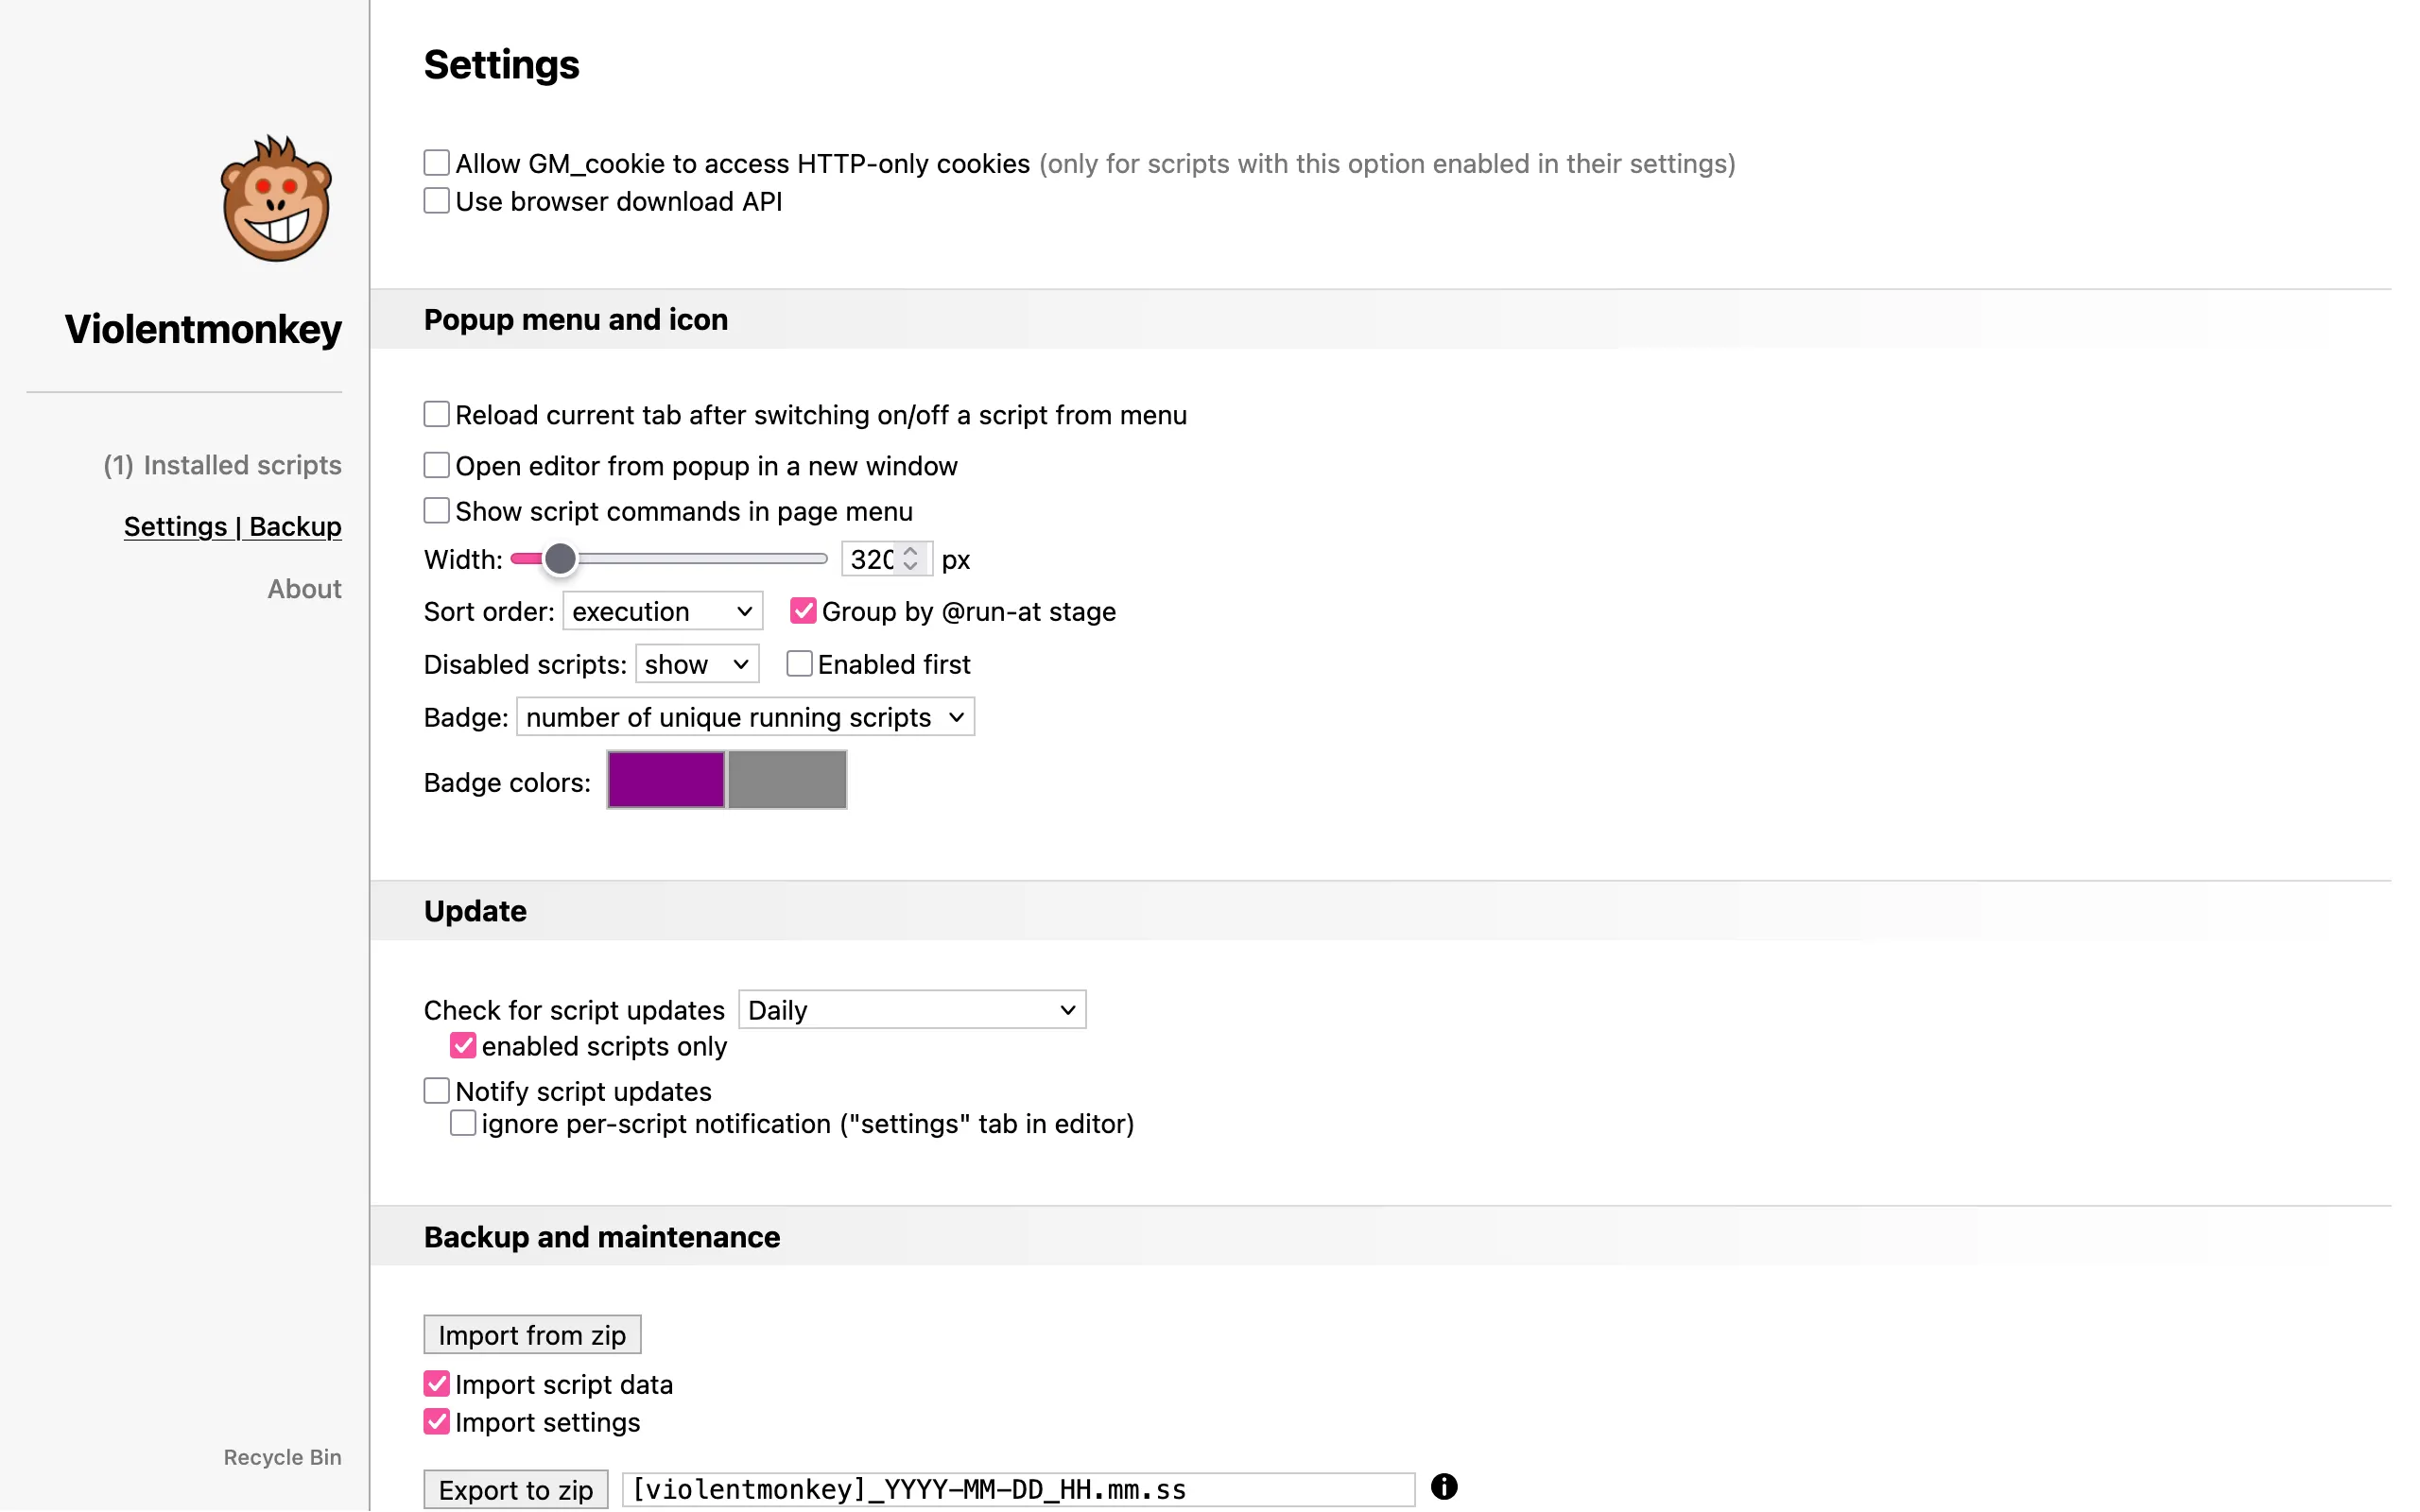 Violentmonkey
(1) Installed scripts
Settings | Backup
About
Recycle Bin
Settings
Allow GM_cookie to access HTTP-only cookies (only for scripts with this option enabled in their settings)
Use browser download API
Popup menu and icon
Reload current tab after switching on/off a script from menu
Open editor from popup in a new window
Show script commands in page menu
Width: 320 px
Sort order: execution Group by @run-at stage
Disabled scripts: show Enabled first
Badge: number of unique running scripts
Badge colors:
Update
Check for script updates Daily
enabled scripts only
Notify script updates
ignore per-script notification ("settings" tab in editor)
Backup and maintenance
Import from zip
Import script data
Import settings
Export to zip [violentmonkey]_YYYY-MM-DD_HH.mm.ss